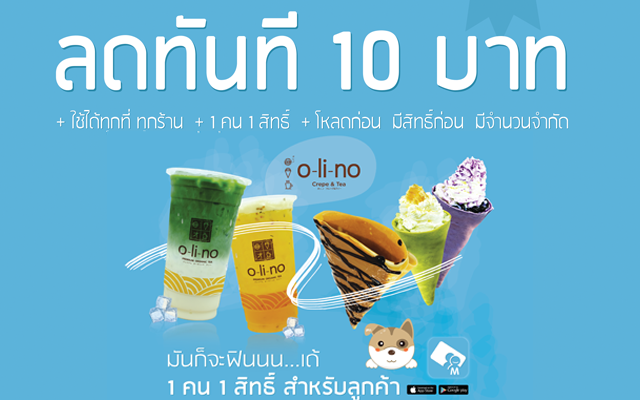 ลดทันที 10 บาท
+ ใช้ได้ทุกที่ ทุกร้าน + 1 คน 1 สิทธิ์ + โหลดก่อน มีสิทธิ์ก่อน มีจำนวนจำกัด
o-li-no
Crepe & Tea
o-li-no
o-li-no
มันก็จะฟินนน...เด้
M
1 คน 1 สิทธิ์ สำหรับลูกค้า
App Store
Google play